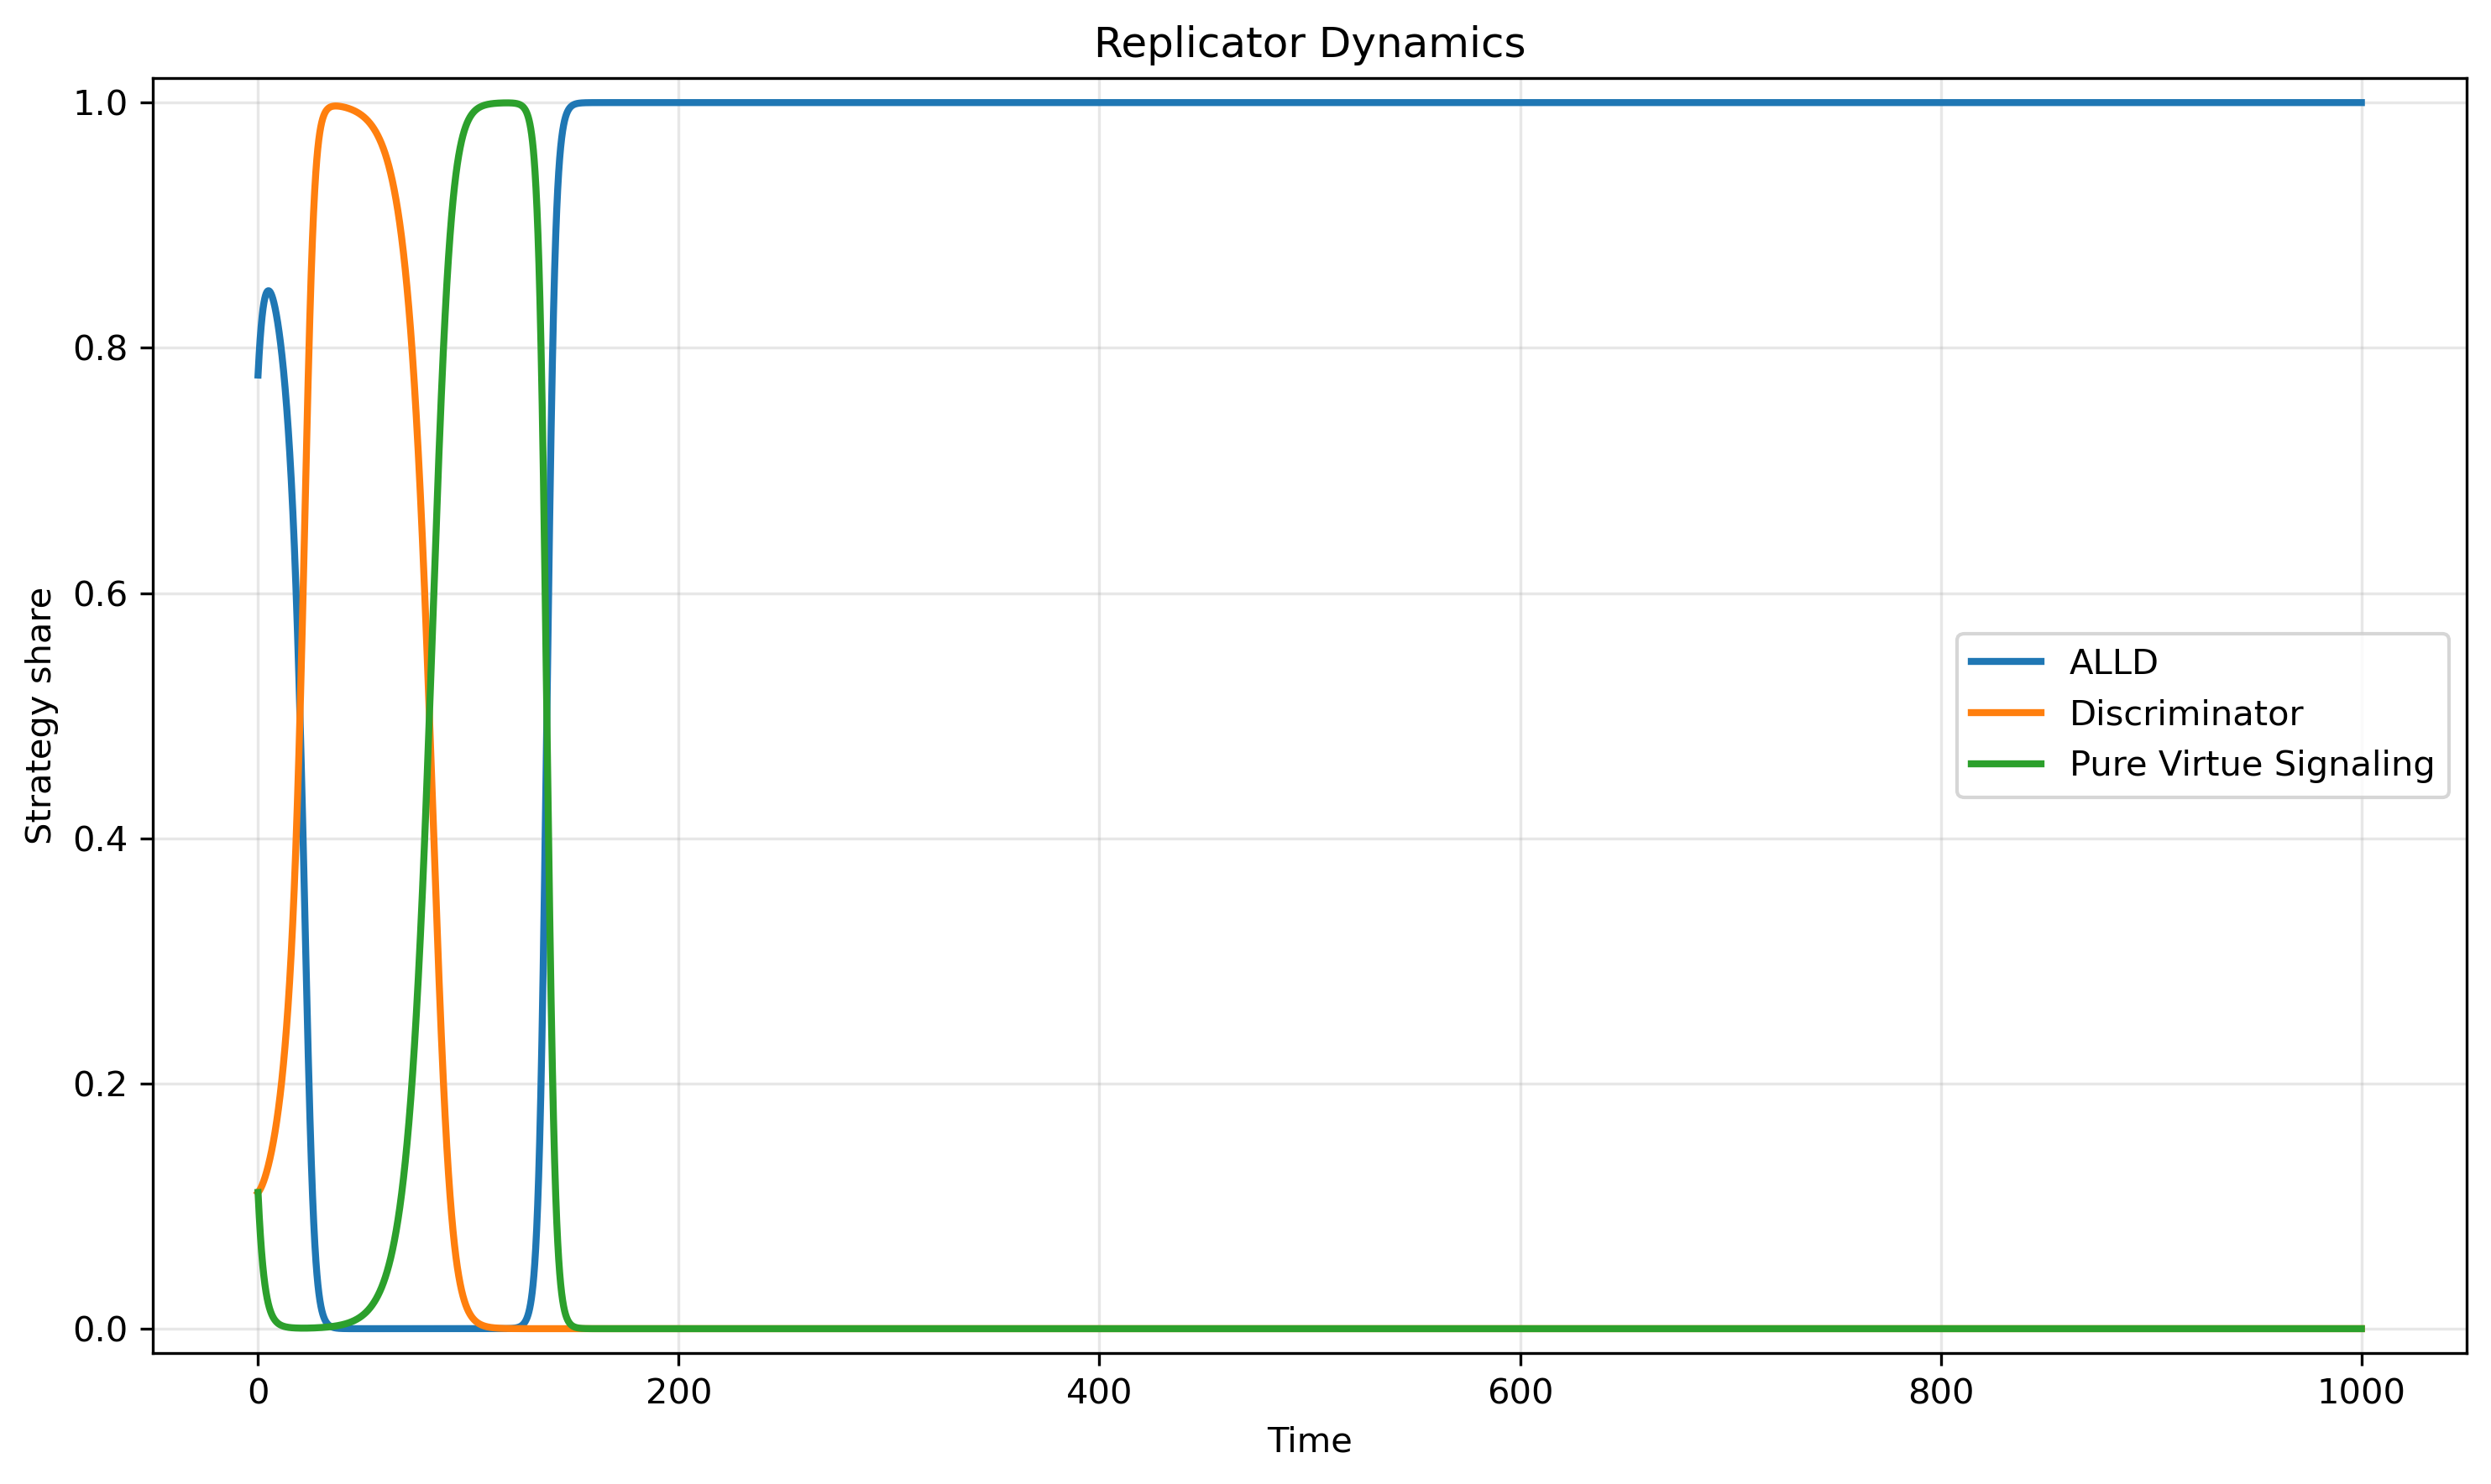 Replicator Dynamics
Strategy share
1.0
0.8
0.6
0.4
0.2
0.0
ALLD
Discriminator
Pure Virtue Signaling
0 200 400 600 800 1000
Time